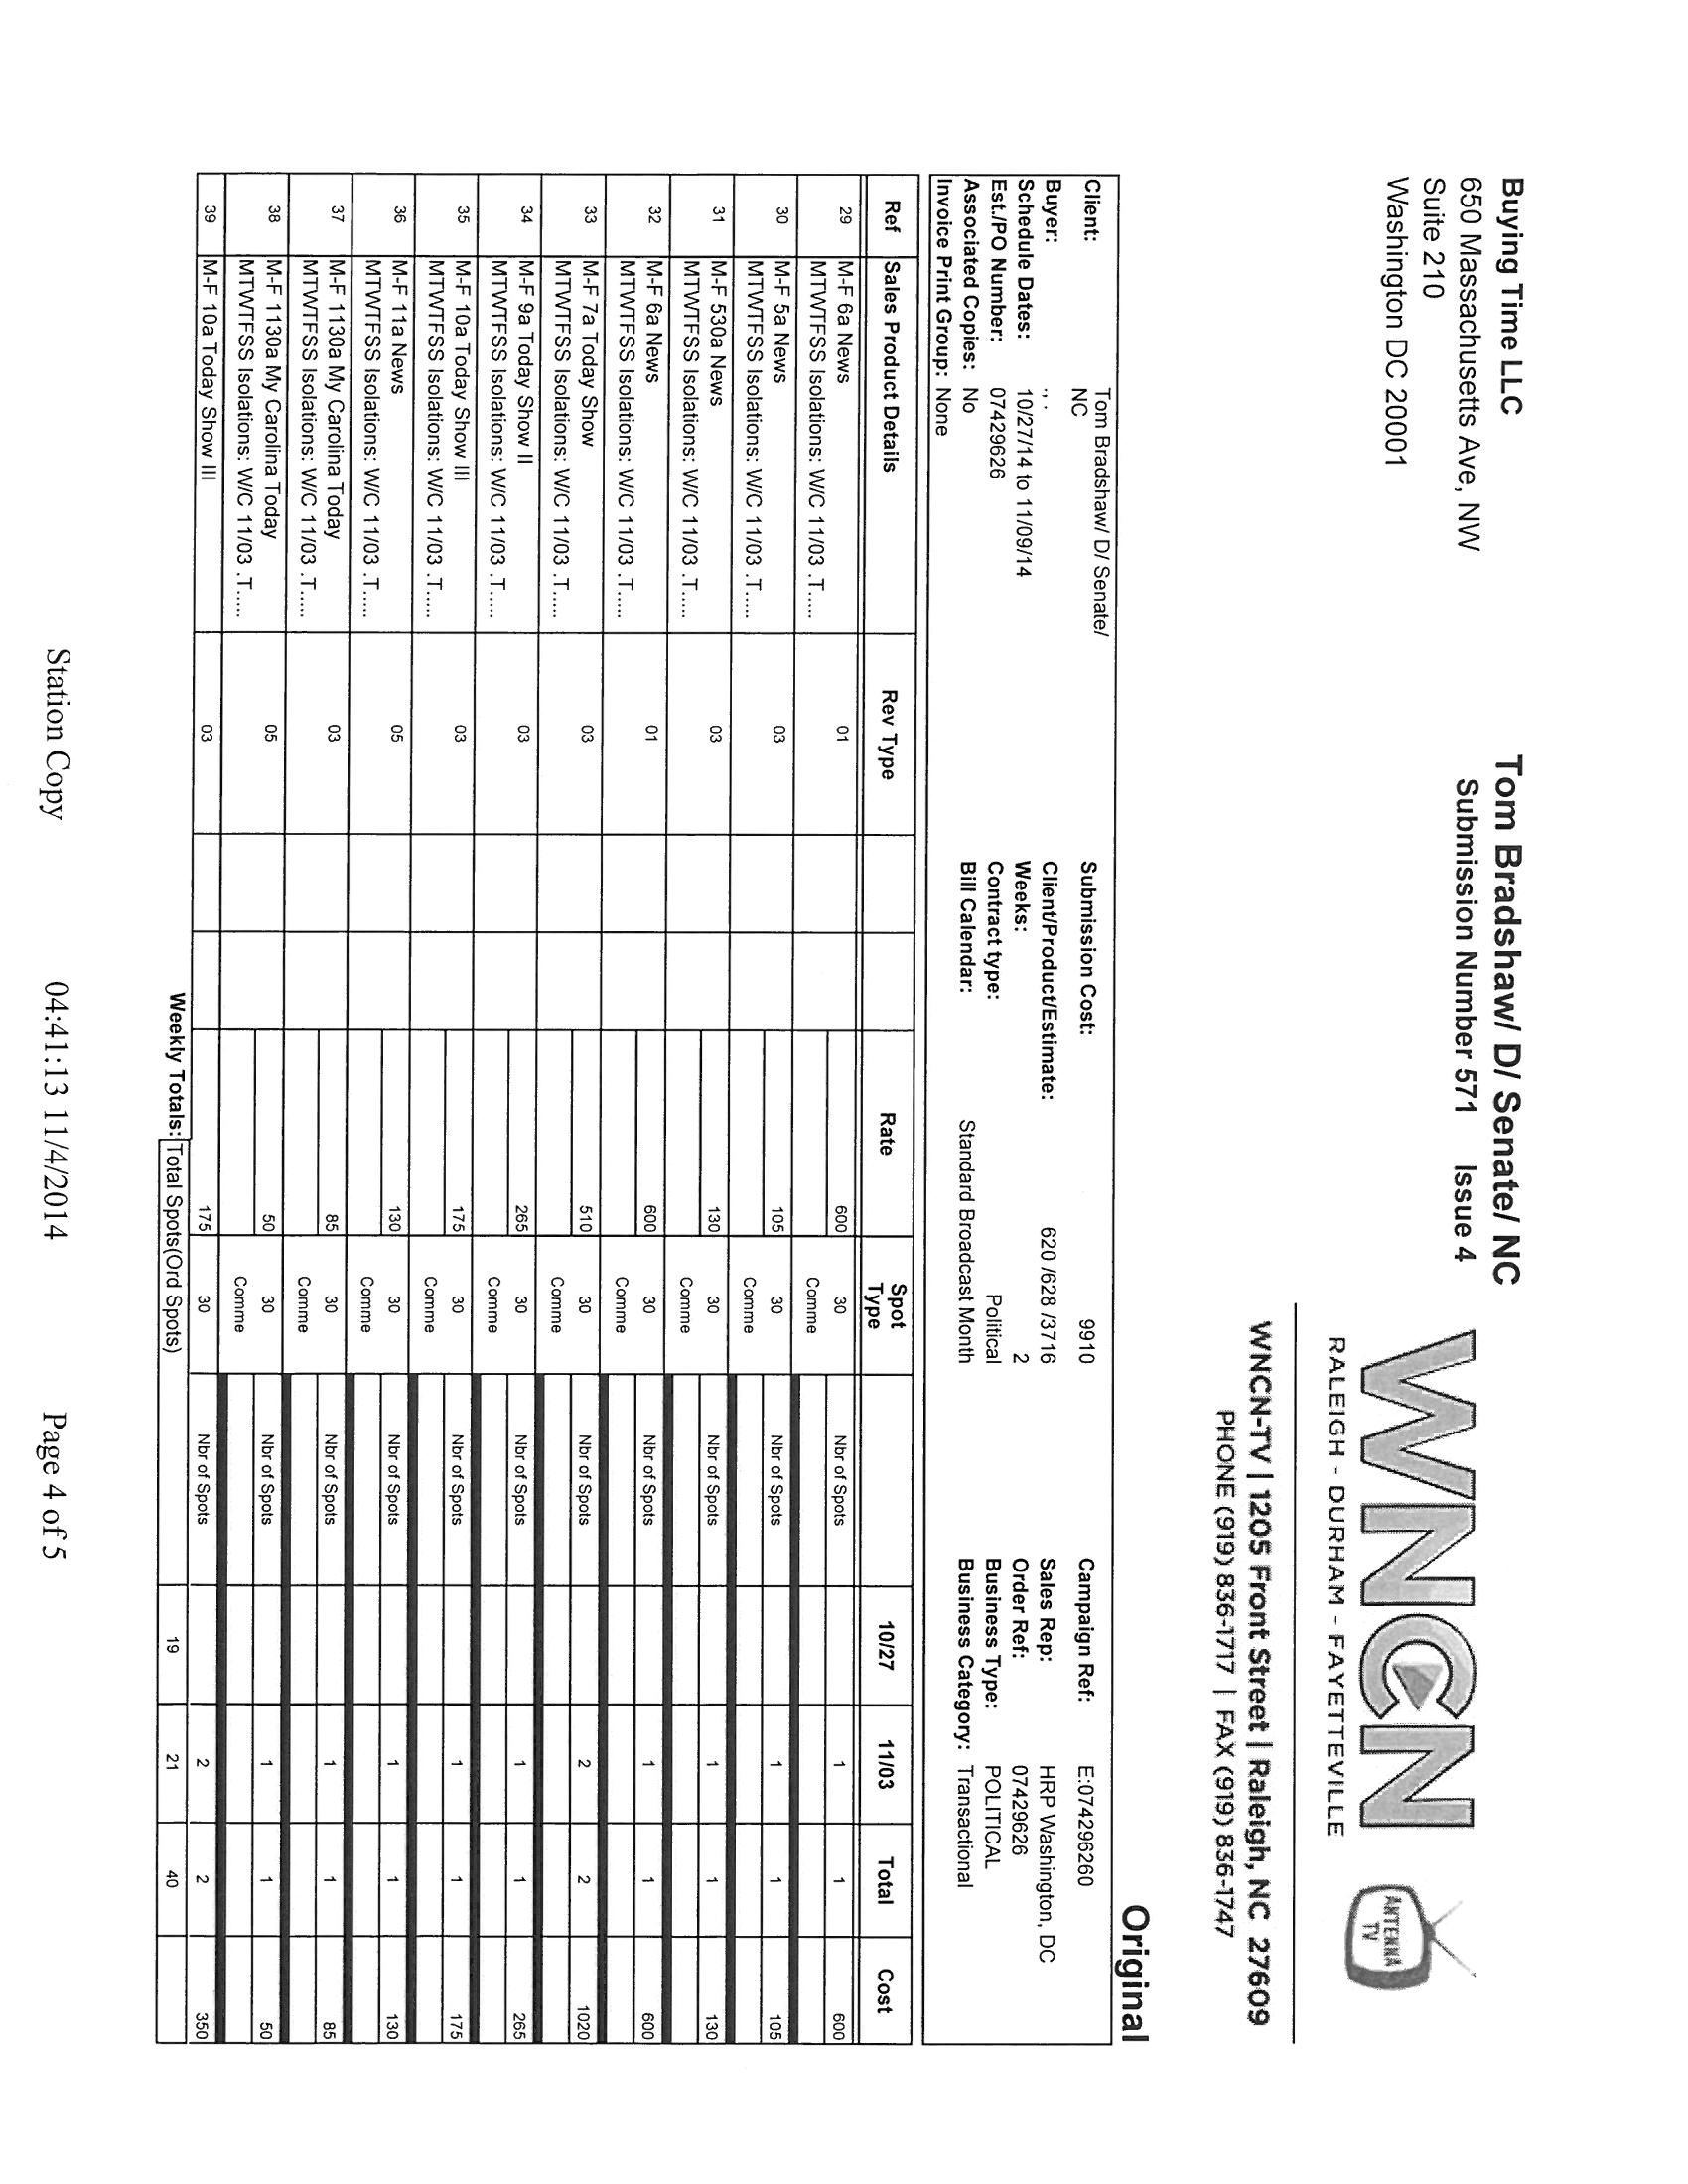 Buying Time LLC
650 Massachusetts Ave, NW
Suite 210
Washington DC 20001
Tom Bradshaw/ D/ Senate/ NC
Submission Number 571 Issue 4
WNCN
RALEIGH - DURHAM - FAYETTEVILLE
ANTENNA
TV
WNCN-TV | 1205 Front Street | Raleigh, NC 27609
PHONE (919) 836-1717 | FAX (919) 836-1747
Original
Client: Tom Bradshaw/ D/ Senate/ Submission Cost: 9910 Campaign Ref: E:074296260
NC
Buyer: , . Client/Product/Estimate: 620 /628 /3716 Sales Rep: HRP Washington, DC
Schedule Dates: 10/27/14 to 11/09/14 Weeks: 2 Order Ref: 07429626
Est./PO Number: 07429626 Contract type: Political Business Type: POLITICAL
Associated Copies: No Bill Calendar: Standard Broadcast Month Business Category: Transactional
Invoice Print Group: None
Ref Sales Product Details Rev Type Rate Spot Type 10/27 11/03 Total Cost
29 M-F 6a News 01 600 30 Nbr of Spots 1 1 600
MTWTFSS Isolations: W/C 11/03 .T..... Comme
30 M-F 5a News 03 105 30 Nbr of Spots 1 1 105
MTWTFSS Isolations: W/C 11/03 .T..... Comme
31 M-F 530a News 03 130 30 Nbr of Spots 1 1 130
MTWTFSS Isolations: W/C 11/03 .T..... Comme
32 M-F 6a News 01 600 30 Nbr of Spots 1 1 600
MTWTFSS Isolations: W/C 11/03 .T..... Comme
33 M-F 7a Today Show 03 510 30 Nbr of Spots 2 2 1020
MTWTFSS Isolations: W/C 11/03 .T..... Comme
34 M-F 9a Today Show II 03 265 30 Nbr of Spots 1 1 265
MTWTFSS Isolations: W/C 11/03 .T..... Comme
35 M-F 10a Today Show III 03 175 30 Nbr of Spots 1 1 175
MTWTFSS Isolations: W/C 11/03 .T..... Comme
36 M-F 11a News 05 130 30 Nbr of Spots 1 1 130
MTWTFSS Isolations: W/C 11/03 .T..... Comme
37 M-F 1130a My Carolina Today 03 85 30 Nbr of Spots 1 1 85
MTWTFSS Isolations: W/C 11/03 .T..... Comme
38 M-F 1130a My Carolina Today 05 50 30 Nbr of Spots 1 1 50
MTWTFSS Isolations: W/C 11/03 .T..... Comme
39 M-F 10a Today Show III 03 175 30 Nbr of Spots 2 2 350
Weekly Totals: Total Spots(Ord Spots) 19 21 40
Station Copy 04:41:13 11/4/2014 Page 4 of 5